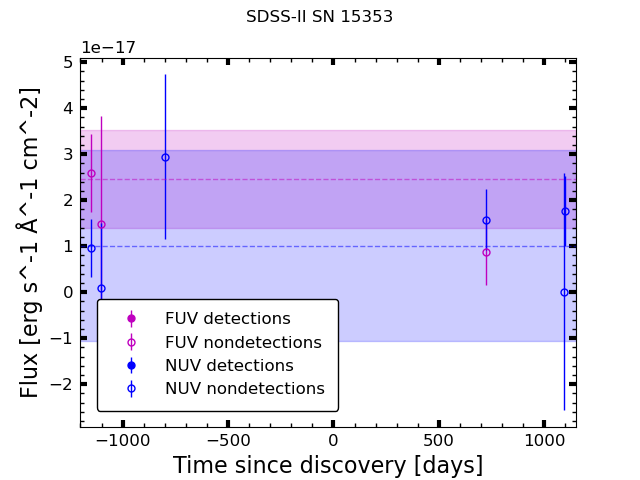 SDSS-II SN 15353
1e−17
5
4
3
2
1
0
−1
−2
Flux [erg s^-1 Å^-1 cm^-2]
FUV detections
FUV nondetections
NUV detections
NUV nondetections
−1000 −500 0 500 1000
Time since discovery [days]